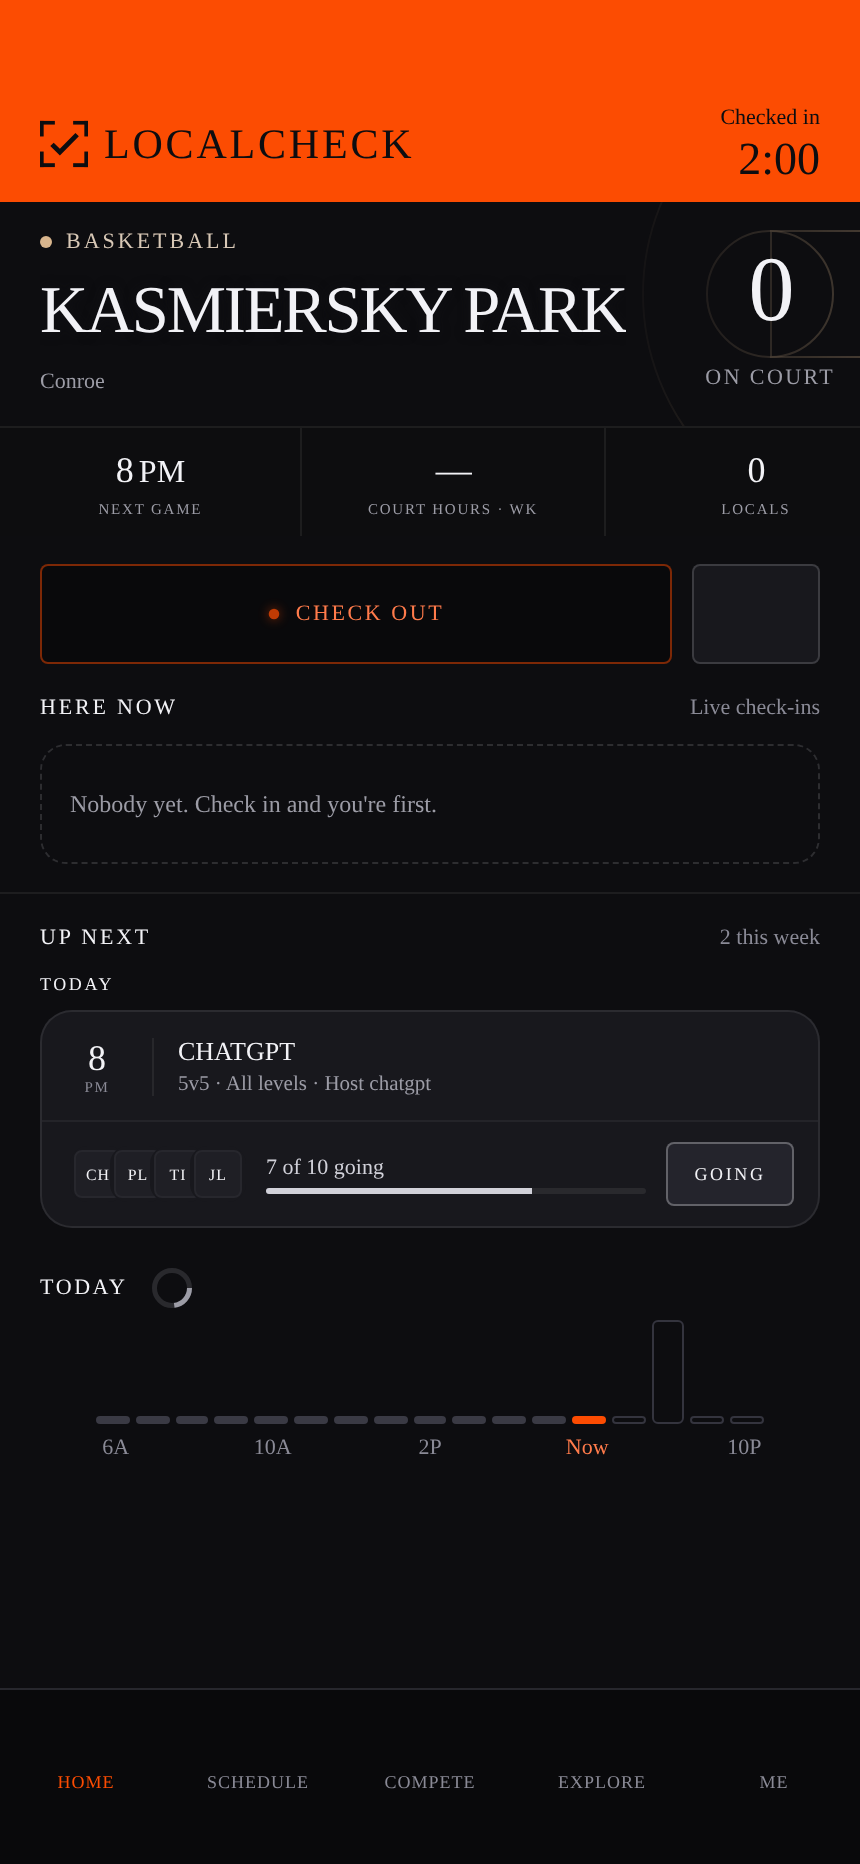 LOCALCHECK
Checked in
2:00
BASKETBALL
KASMIERSKY PARK
Conroe
0
ON COURT
8 PM
NEXT GAME
—
COURT HOURS · WK
0
LOCALS
CHECK OUT
HERE NOW
Live check-ins
Nobody yet. Check in and you're first.
UP NEXT
2 this week
TODAY
8
PM
CHATGPT
5v5 · All levels · Host chatgpt
CH PL TI JL
7 of 10 going
GOING
TODAY
6A 10A 2P Now 10P
HOME SCHEDULE COMPETE EXPLORE ME